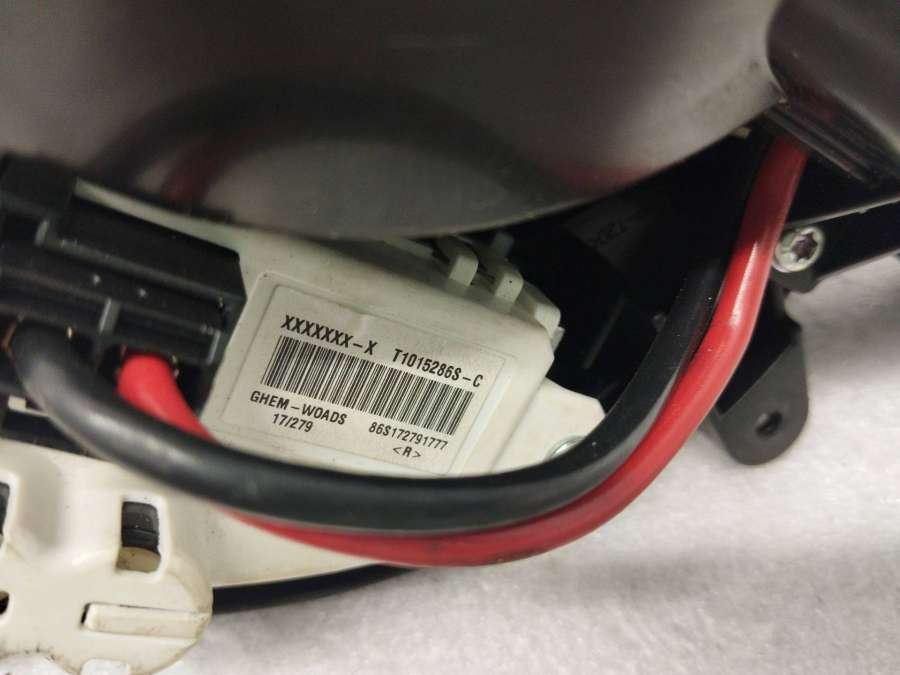 XXXXXXX-X T1015286S-C
GHEM-WOADS 86S172791777
17/279 <R>